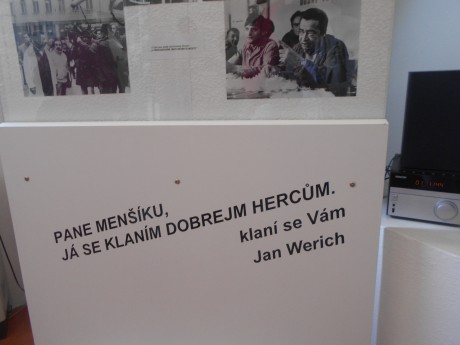 PANE MENŠÍKU,
JÁ SE KLANÍM DOBREJM HERCŮM.
klaní se Vám
Jan Werich